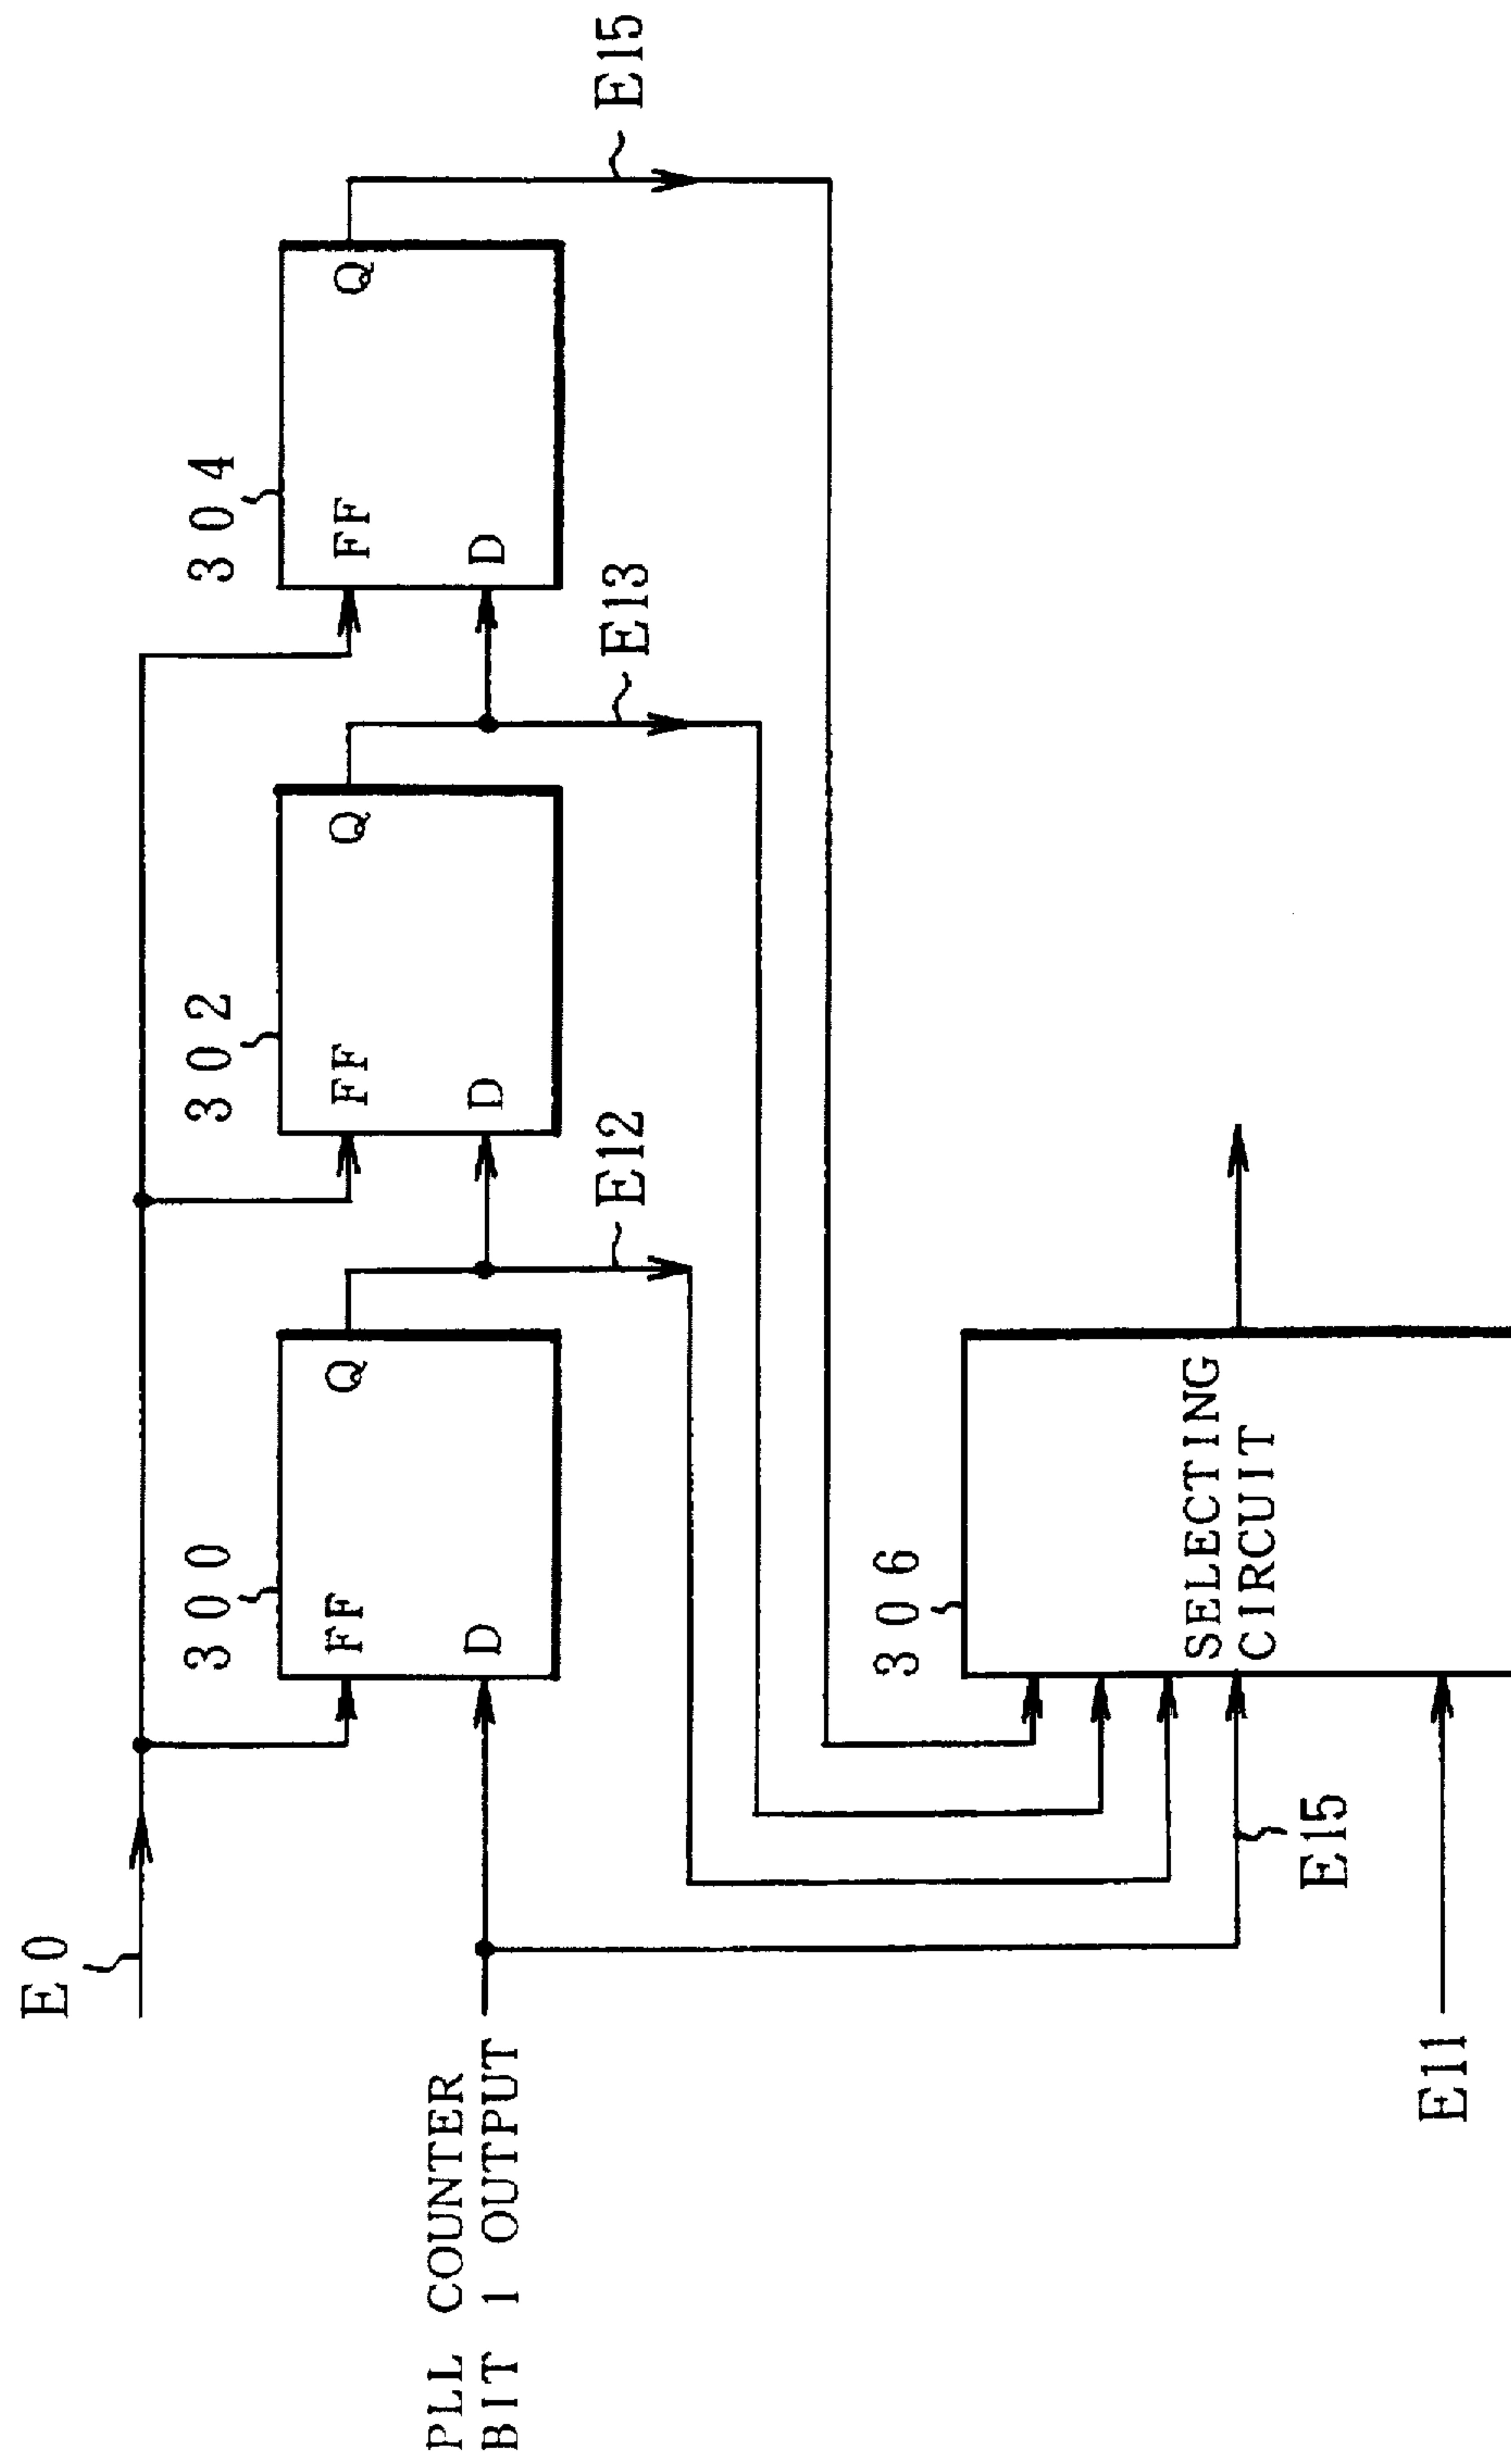 E0
300
302
304
FF
Q
D
FF
Q
D
FF
Q
D
PLL COUNTER
BIT 1 OUTPUT
E12
E13
E15
306
SELECTING
CIRCUIT
E15
E11